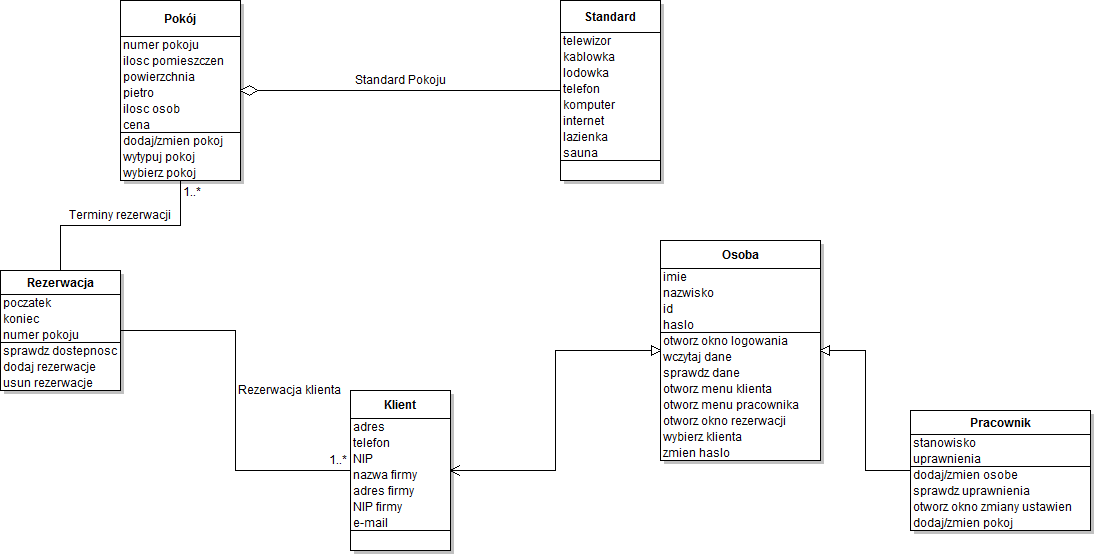 Pokój
numer pokoju
ilosc pomieszczen
powierzchnia
pietro
ilosc osob
cena
dodaj/zmien pokoj
wytypuj pokoj
wybierz pokoj
Standard Pokoju
Standard
telewizor
kablowka
lodowka
telefon
komputer
internet
lazienka
sauna
1..*
Terminy rezerwacji
Rezerwacja
poczatek
koniec
numer pokoju
sprawdz dostepnosc
dodaj rezerwacje
usun rezerwacje
Rezerwacja klienta
1..*
Klient
adres
telefon
NIP
nazwa firmy
adres firmy
NIP firmy
e-mail
Osoba
imie
nazwisko
id
haslo
otworz okno logowania
wczytaj dane
sprawdz dane
otworz menu klienta
otworz menu pracownika
otworz okno rezerwacji
wybierz klienta
zmien haslo
Pracownik
stanowisko
uprawnienia
dodaj/zmien osobe
sprawdz uprawnienia
otworz okno zmiany ustawien
dodaj/zmien pokoj